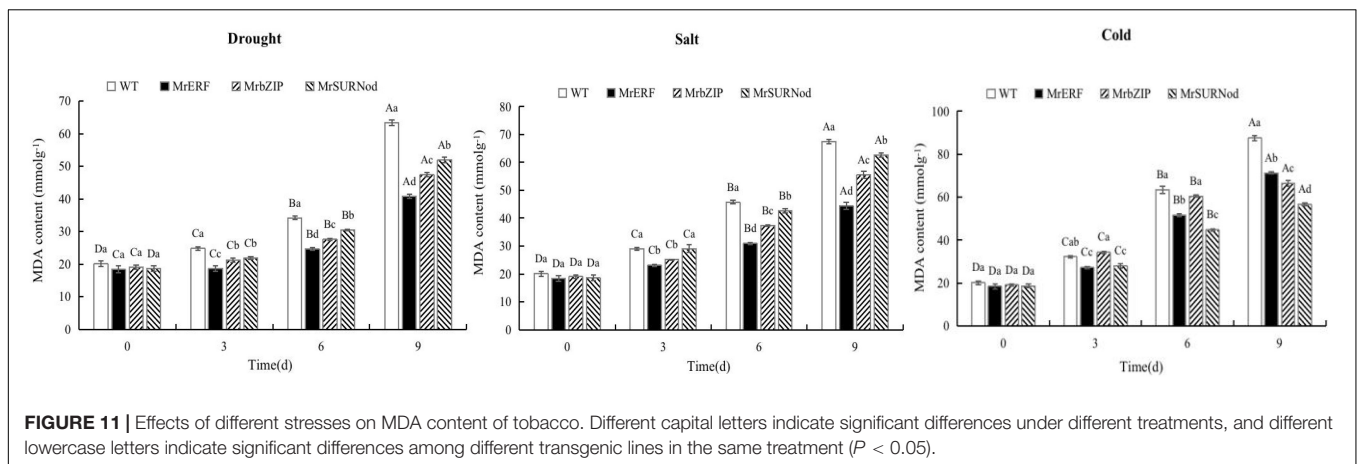 Drought
WT MrERF MrbZIP MrSURNod
MDA content (mmolg⁻¹)
70
60
50
40
30
20
10
0
Da Ca Ca Da
Ca Cc Cb Cb
Ba Bd Bc Bb
Aa Ad Ac Ab
0 3 6 9
Time(d)
Salt
WT MrERF MrbZIP MrSURNod
MDA content (mmolg⁻¹)
80
70
60
50
40
30
20
10
0
Da Da Da Da
Ca Cb Cb Ca
Ba Bd Bc Bb
Aa Ad Ac Ab
0 3 6 9
Time(d)
Cold
WT MrERF MrbZIP MrSURNod
MDA content (mmolg⁻¹)
100
80
60
40
20
0
Da Da Da Da
Cab Cc Ca Cc
Ba Bb Ba Bc
Aa Ab Ac Ad
0 3 6 9
Time(d)
FIGURE 11 | Effects of different stresses on MDA content of tobacco. Different capital letters indicate significant differences under different treatments, and different
lowercase letters indicate significant differences among different transgenic lines in the same treatment (P < 0.05).